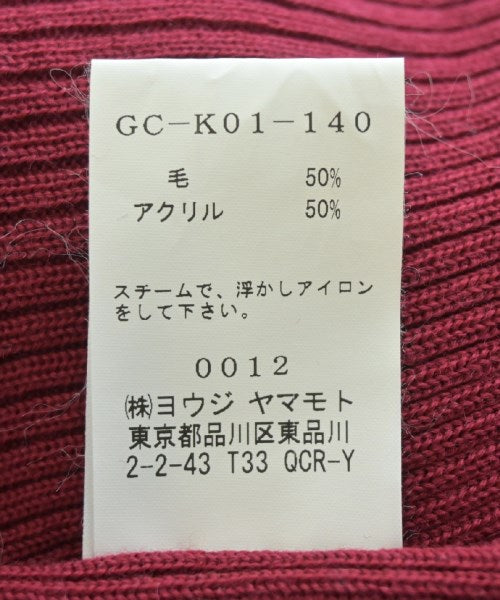 GC-K01-140
毛 50%
アクリル 50%
スチームで、浮かしアイロン
をして下さい。
0012
㈱ヨウジ ヤマモト
東京都品川区東品川
2-2-43 T33 QCR-Y